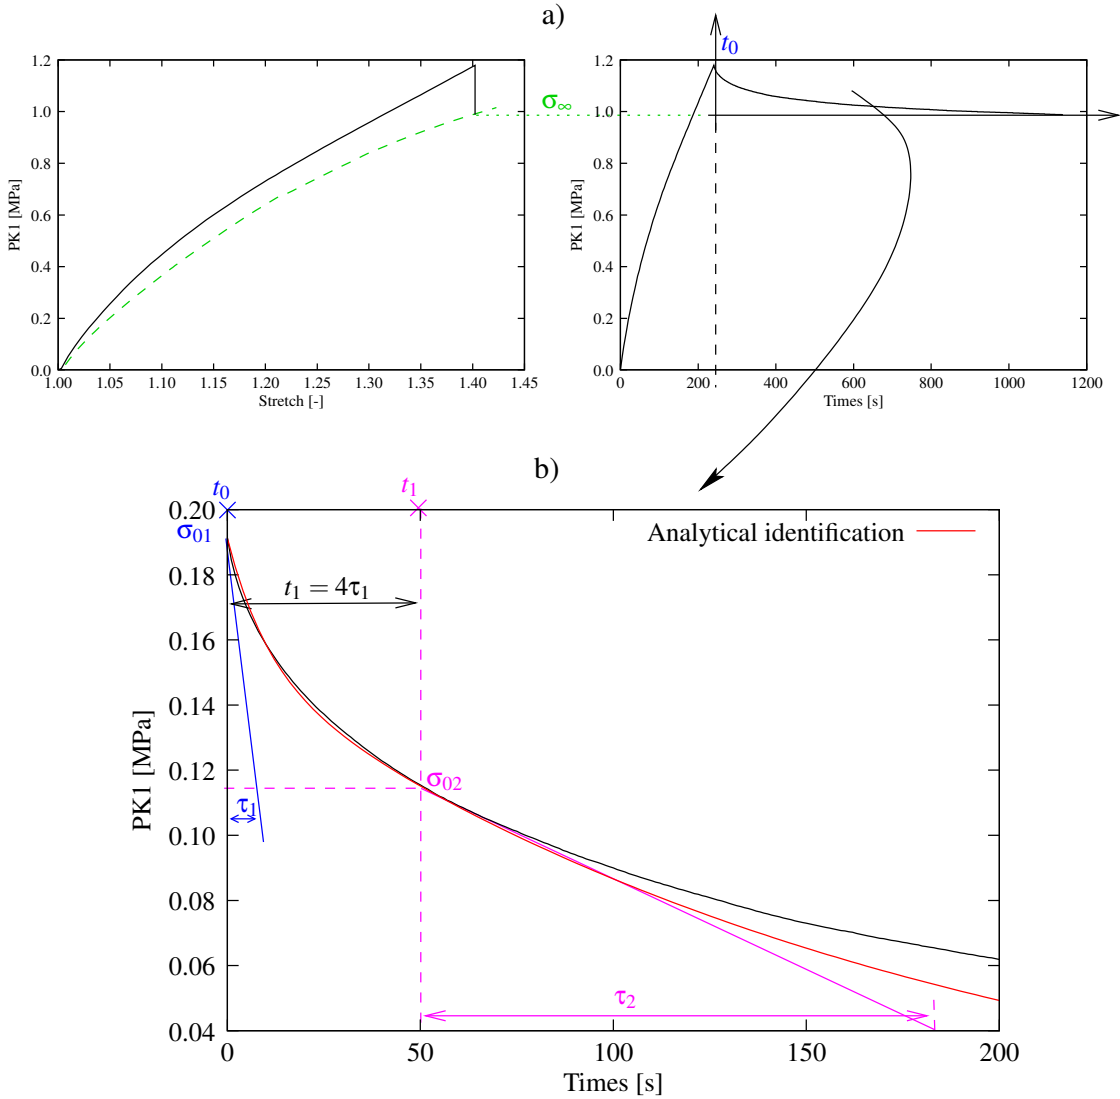 a)
t₀
1.2
1.0
0.8
0.6
0.4
0.2
0.0
PK1 [MPa]
1.00 1.05 1.10 1.15 1.20 1.25 1.30 1.35 1.40 1.45
Stretch [-]
σ∞
1.2
1.0
0.8
0.6
0.4
0.2
0.0
PK1 [MPa]
0 200 400 600 800 1000 1200
Times [s]
b)
t₀ t₁
σ₀₁
Analytical identification
t₁ = 4τ₁
σ₀₂
τ₁
τ₂
0.20
0.18
0.16
0.14
0.12
0.10
0.08
0.06
0.04
PK1 [MPa]
0 50 100 150 200
Times [s]